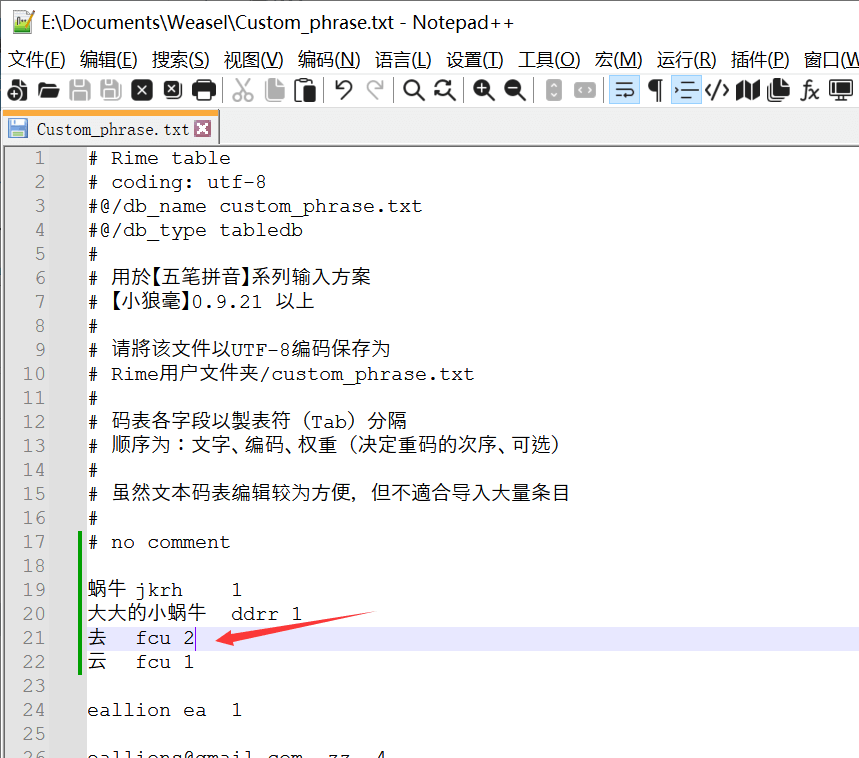 E:\Documents\Weasel\Custom_phrase.txt - Notepad++
文件(F) 编辑(E) 搜索(S) 视图(V) 编码(N) 语言(L) 设置(T) 工具(O) 宏(M) 运行(R) 插件(P) 窗口(W
Custom_phrase.txt
1 # Rime table
2 # coding: utf-8
3 #@/db_name custom_phrase.txt
4 #@/db_type tabledb
5 #
6 # 用於【五笔拼音】系列输入方案
7 # 【小狼毫】0.9.21 以上
8 #
9 # 请將该文件以UTF-8编码保存为
10 # Rime用户文件夹/custom_phrase.txt
11 #
12 # 码表各字段以製表符（Tab）分隔
13 # 顺序为：文字、编码、权重（决定重码的次序、可选）
14 #
15 # 虽然文本码表编辑较为方便，但不適合导入大量条目
16 #
17 # no comment
18
19 蜗牛 jkrh 1
20 大大的小蜗牛 ddrr 1
21 去 fcu 2
22 云 fcu 1
23
24 eallion ea 1
25
26 eallions@gmail.com zz 4